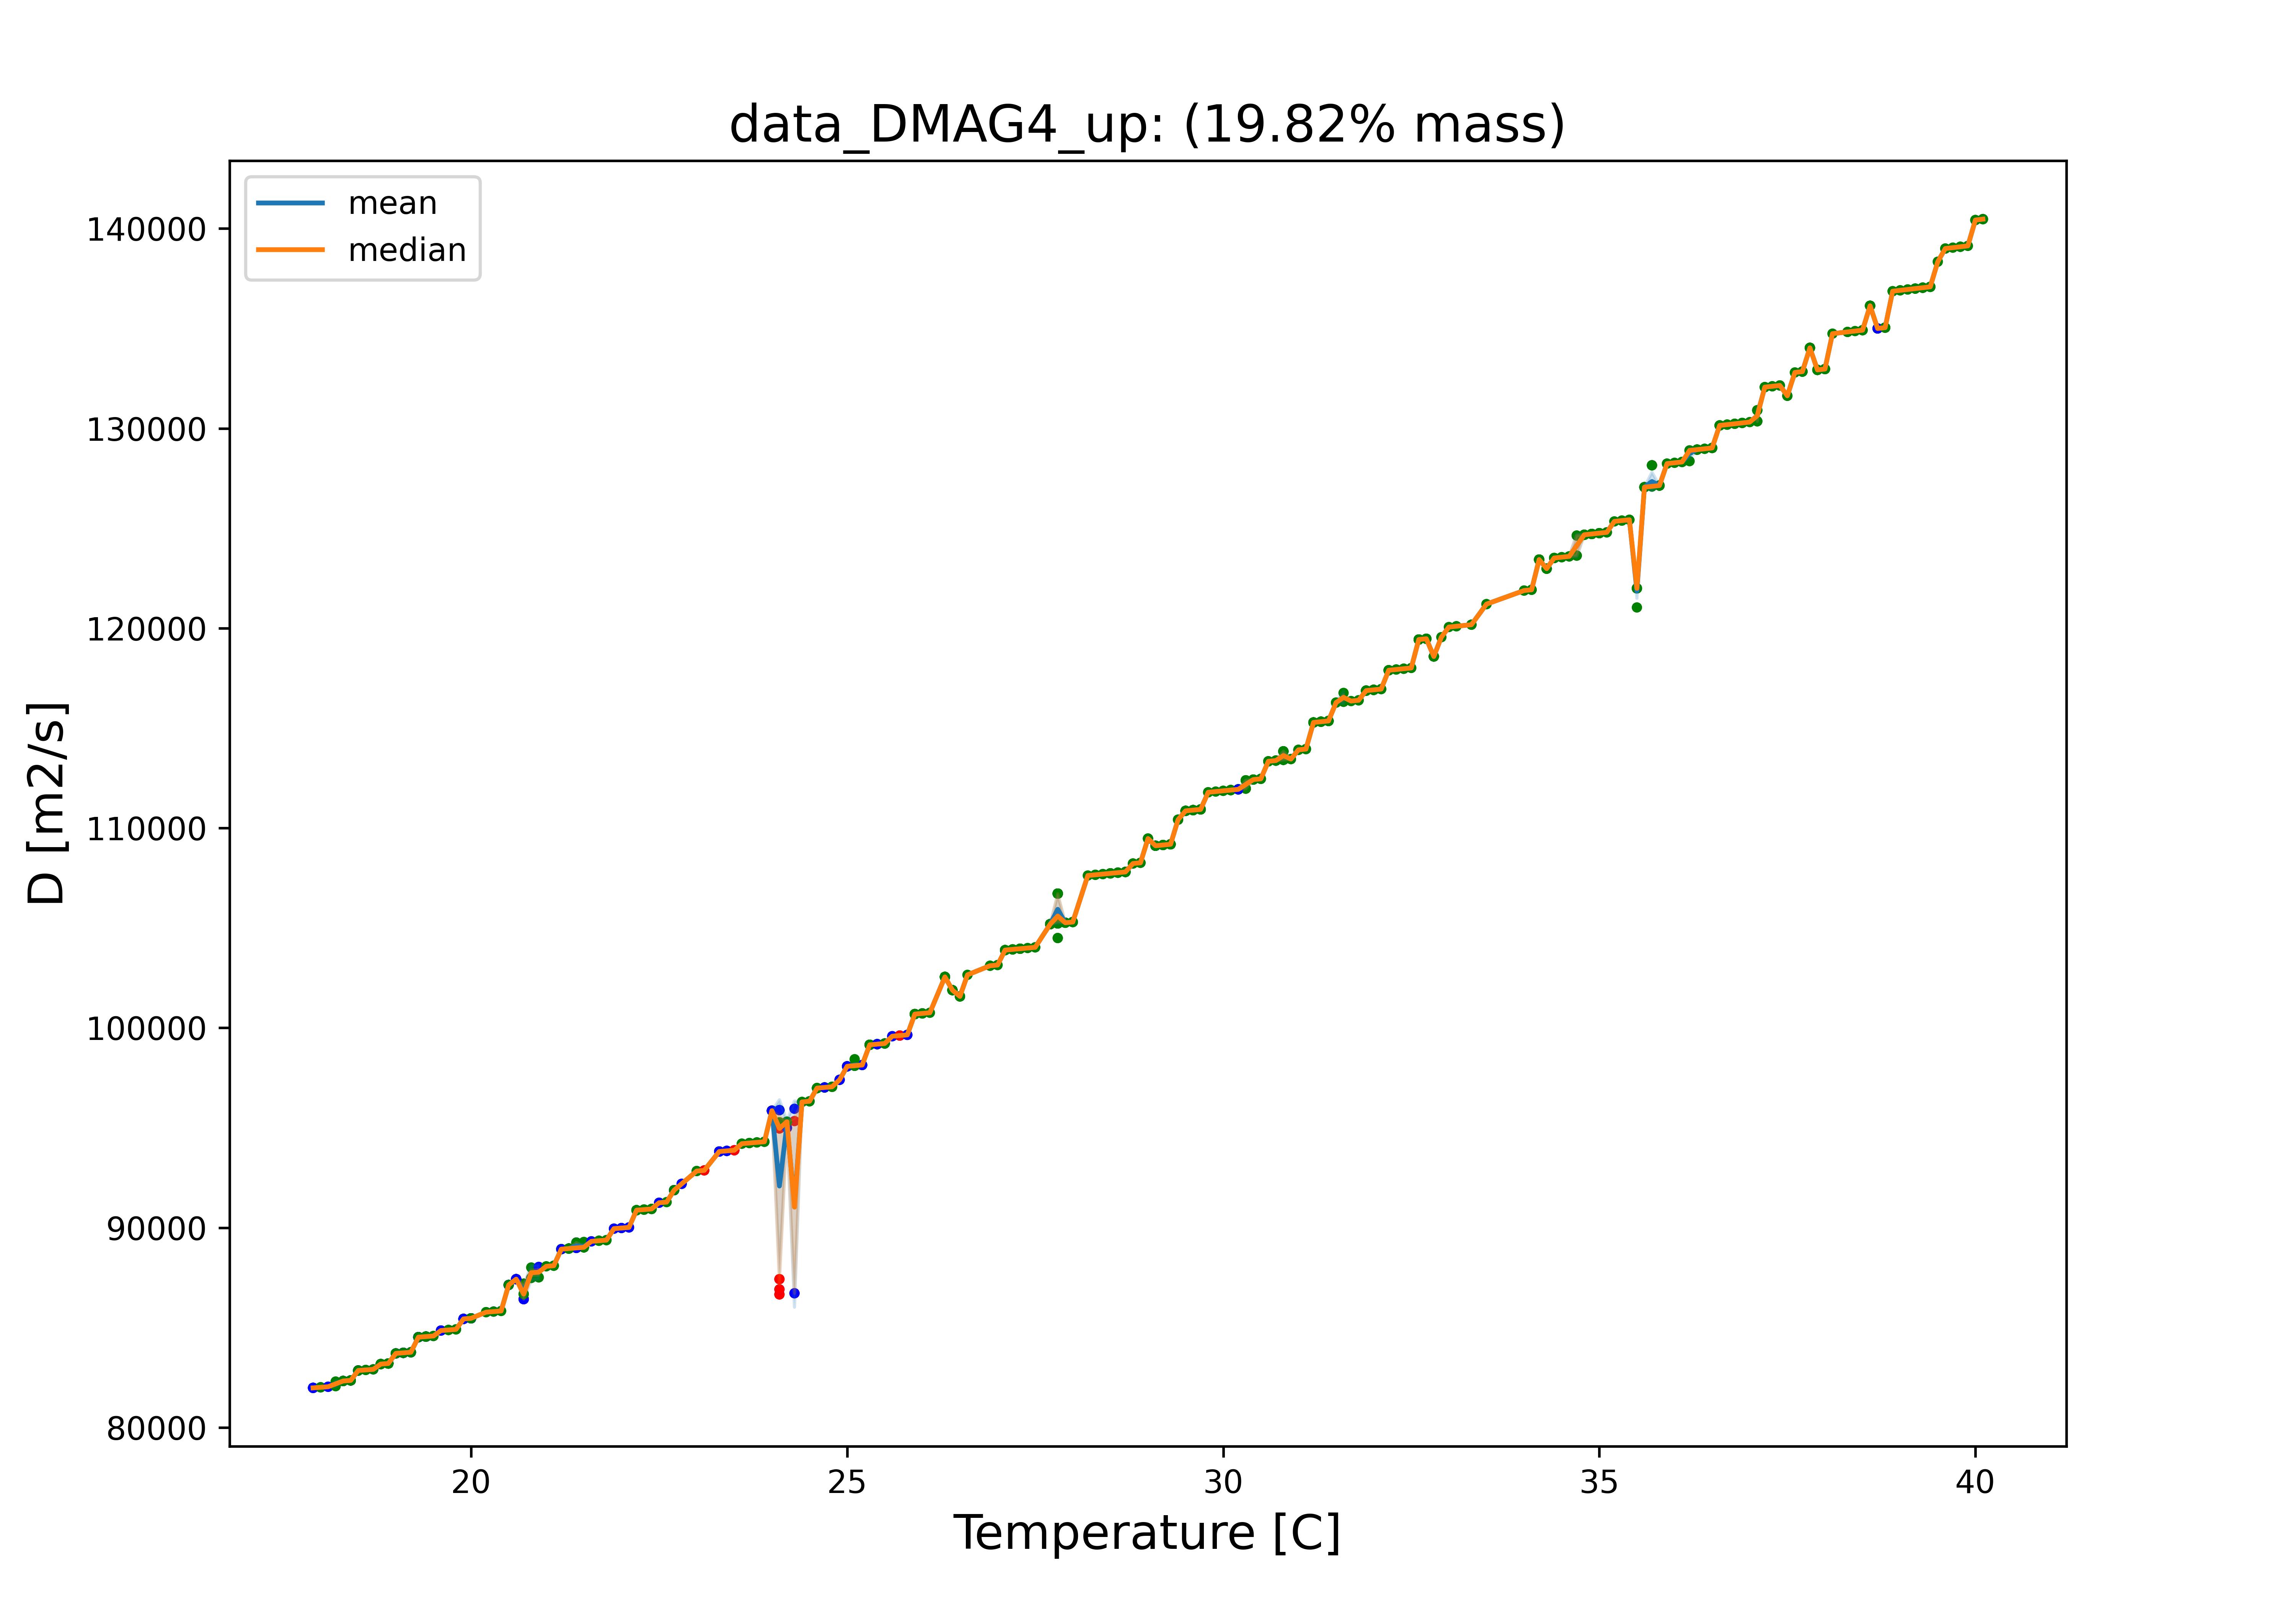 data_DMAG4_up: (19.82% mass)
mean
median
140000
130000
120000
110000
100000
90000
80000
D [m2/s]
20 25 30 35 40
Temperature [C]